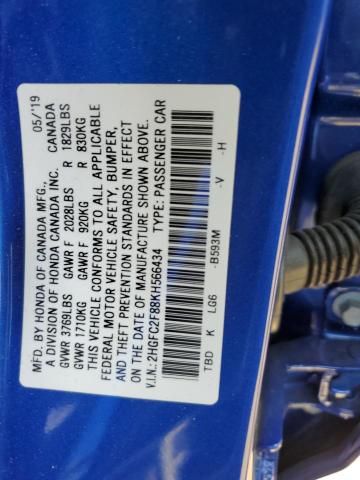 MFD. BY HONDA OF CANADA MFG., 05/'19
A DIVISION OF HONDA CANADA INC. CANADA
GVWR 3769LBS GAWR F 2028LBS R 1829LBS
GVWR 1710KG GAWR F 920KG R 830KG
THIS VEHICLE CONFORMS TO ALL APPLICABLE
FEDERAL MOTOR VEHICLE SAFETY, BUMPER,
AND THEFT PREVENTION STANDARDS IN EFFECT
ON THE DATE OF MANUFACTURE SHOWN ABOVE.
V.I.N.: 2HGFC2F88KH566434 TYPE: PASSENGER CAR
TBD K LG6 -B593M -V -H